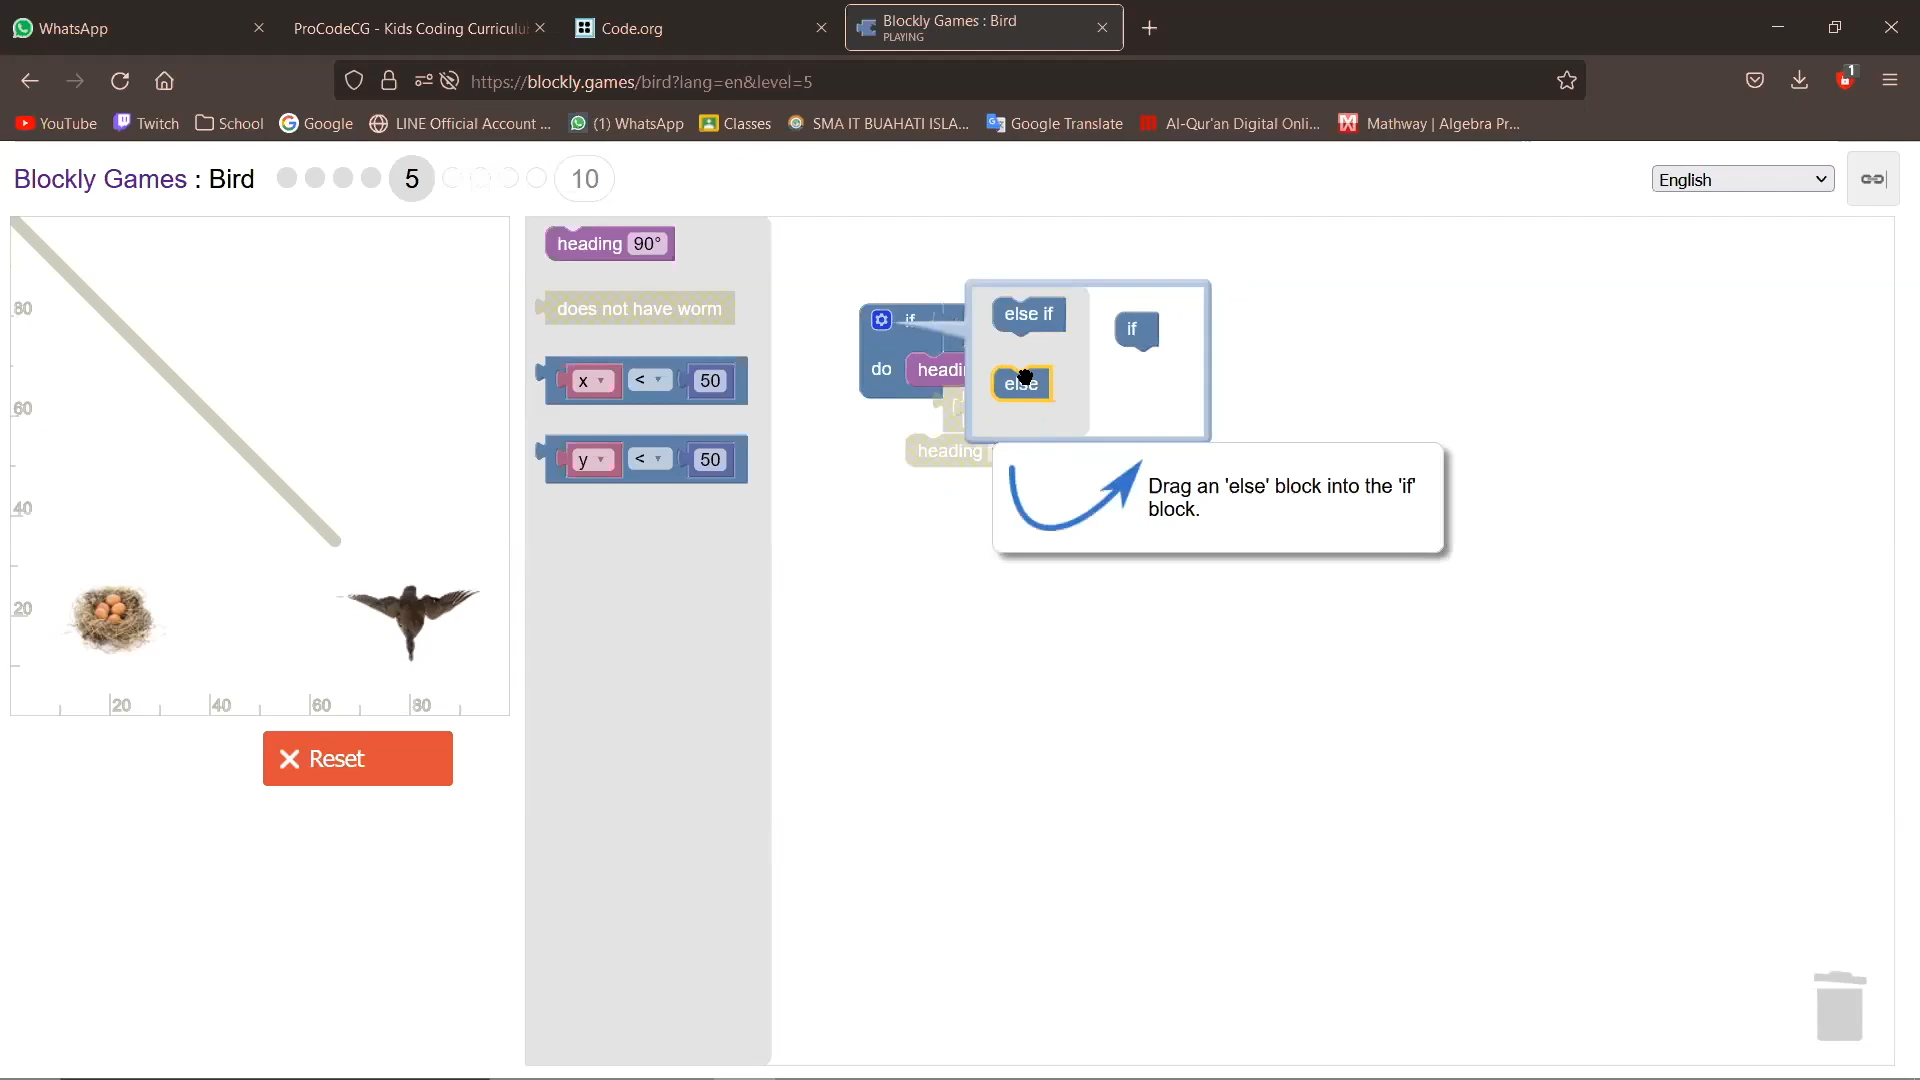 WhatsApp
ProCodeCG - Kids Coding Curriculu
Code.org
Blockly Games : Bird
PLAYING
https://blockly.games/bird?lang=en&level=5
1
YouTube
Twitch
School
Google
LINE Official Account ...
(1) WhatsApp
Classes
SMA IT BUAHATI ISLA...
Google Translate
Al-Qur'an Digital Onli...
Mathway | Algebra Pr...
Blockly Games : Bird
5
10
English
80
60
40
20
20
40
60
80
Reset
heading 90°
does not have worm
x < 50
y < 50
if
do
else if
else
if
heading
Drag an 'else' block into the 'if'
block.